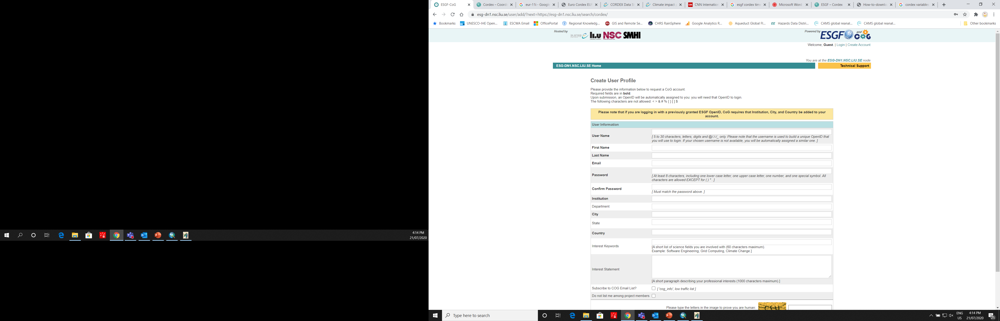 4:14 PM
21/07/2020
ESGF-CoG
Cordex – Coordi
eur-11i - Google
Euro Cordex EUR
CORDEX Data S
Climate impact
CNN Internation
esgf cordex time
Microsoft Word
ESGF – Cordex
How-to-downlo
cordex variables
esg-dn1.nsc.liu.se/user/add/?next=https://esg-dn1.nsc.liu.se/search/cordex/
Bookmarks
UNESCO-IHE Open...
ESCWA Email
OfficePortal
Regional Knowledg...
GIS and Remote Se...
CHRS RainSphere
Google Analytics R...
Aqueduct Global Fl...
Hazards Data Distri...
CAMS global reanal...
CAMS global reanal...
Other bookmarks
Hosted by
is-enes li.u NSC SMHI
Powered by
ESGF and CoG
Welcome, Guest. | Login | Create Account
You are at the ESG-DN1.NSC.LIU.SE node
ESG-DN1.NSC.LIU.SE Home
Technical Support
Create User Profile
Please provide the information below to request a CoG account.
Required fields are in bold.
Upon submission, an OpenID will be automatically assigned to you: you will need that OpenID to login.
The following characters are not allowed: < > & # % { } [ ] $
Please note that if you are logging in with a previously granted ESGF OpenID, CoG requires that Institution, City, and Country be added to your
account.
User Information
User Name
[ 5 to 30 characters, letters, digits and @/./-/_ only. Please note that the username is used to build a unique OpenID that
you will use to login. If your chosen username is not available, you will be automatically assigned a similar one. ]
First Name
Last Name
Email
Password
[ At least 8 characters, including one lower case letter, one upper case letter, one number, and one special symbol. All
characters are allowed EXCEPT for ( ) " . ]
Confirm Password
[ Must match the password above. ]
Institution
Department
City
State
Country
Interest Keywords
[A short list of science fields you are involved with (60 characters maximum).
Example: Software Engineering, Grid Computing, Climate Change.]
Interest Statement
[A short paragraph describing your professional interests (1000 characters maximum).]
Subscribe to COG Email List?
[ 'cog_info', low traffic list ]
Do not list me among project members
Please type the letters in the image to prove you are human:
Type here to search
ENG
US
4:14 PM
21/07/2020
25